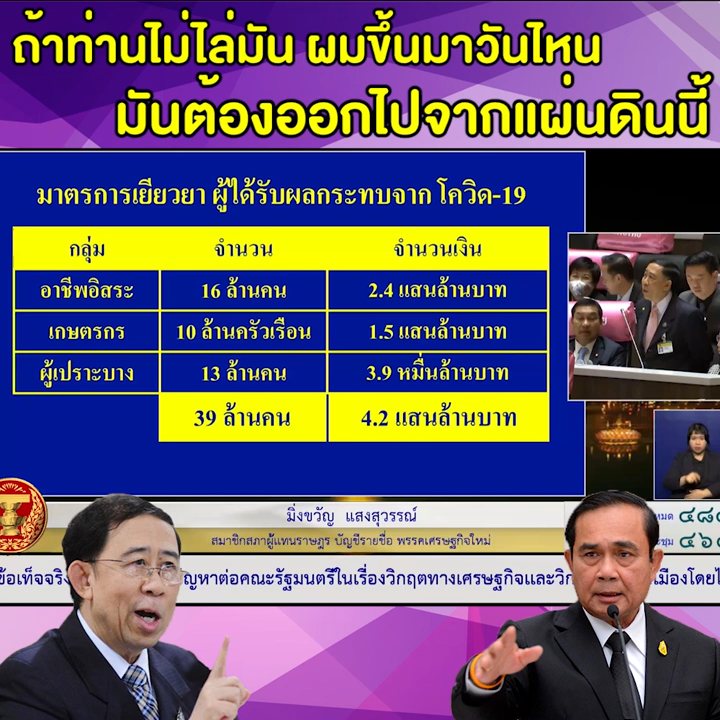 ถ้าท่านไม่ไล่มัน ผมขึ้นมาวันไหน
มันต้องออกไปจากแผ่นดินนี้
มาตรการเยียวยา ผู้ได้รับผลกระทบจาก โควิด-19
กลุ่ม จำนวน จำนวนเงิน
อาชีพอิสระ 16 ล้านคน 2.4 แสนล้านบาท
เกษตรกร 10 ล้านครัวเรือน 1.5 แสนล้านบาท
ผู้เปราะบาง 13 ล้านคน 3.9 หมื่นล้านบาท
39 ล้านคน 4.2 แสนล้านบาท
มิ่งขวัญ แสงสุวรรณ์
สมาชิกสภาผู้แทนราษฎร บัญชีรายชื่อ พรรคเศรษฐกิจใหม่
ข้อเท็จจริง ญหาต่อคณะรัฐมนตรีในเรื่องวิกฤตทางเศรษฐกิจและวิก มืองโดยไ